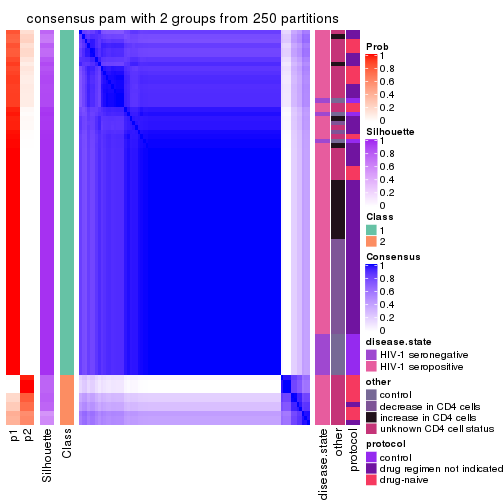 consensus pam with 2 groups from 250 partitions
Prob
1
0.8
0.6
0.4
0.2
0
Silhouette
1
0.8
0.6
0.4
0.2
0
Class
1
2
Consensus
1
0.8
0.6
0.4
0.2
0
disease.state
HIV-1 seronegative
HIV-1 seropositive
other
control
decrease in CD4 cells
increase in CD4 cells
unknown CD4 cell status
protocol
control
drug regimen not indicated
drug-naive
p1
p2
Silhouette
Class
disease.state
other
protocol